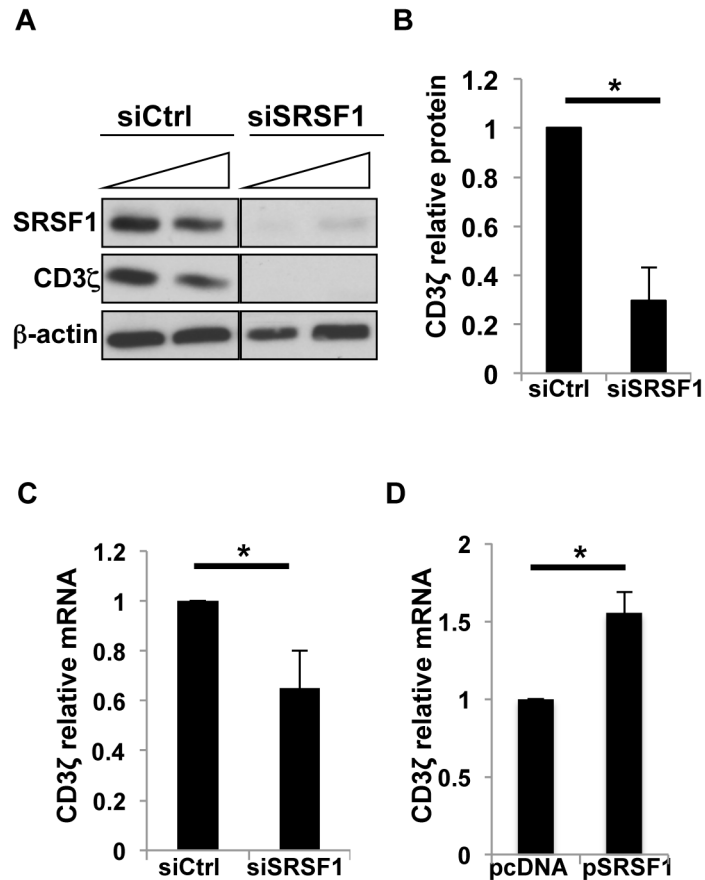 A
siCtrl siSRSF1
SRSF1
CD3ζ
β-actin
B
CD3ζ relative protein
1.2
*
1
0.8
0.6
0.4
0.2
0
siCtrl siSRSF1
C
CD3ζ relative mRNA
1.2
*
1
0.8
0.6
0.4
0.2
0
siCtrl siSRSF1
D
CD3ζ relative mRNA
2
*
1.5
1
0.5
0
pcDNA pSRSF1